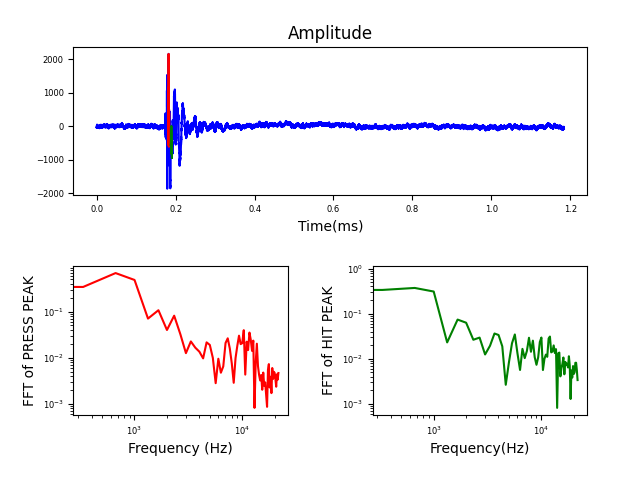 Amplitude
2000
1000
0
−1000
−2000
0.0 0.2 0.4 0.6 0.8 1.0 1.2
Time(ms)
FFT of PRESS PEAK
10⁻¹
10⁻²
10⁻³
10³ 10⁴
Frequency (Hz)
FFT of HIT PEAK
10⁰
10⁻¹
10⁻²
10⁻³
10³ 10⁴
Frequency(Hz)